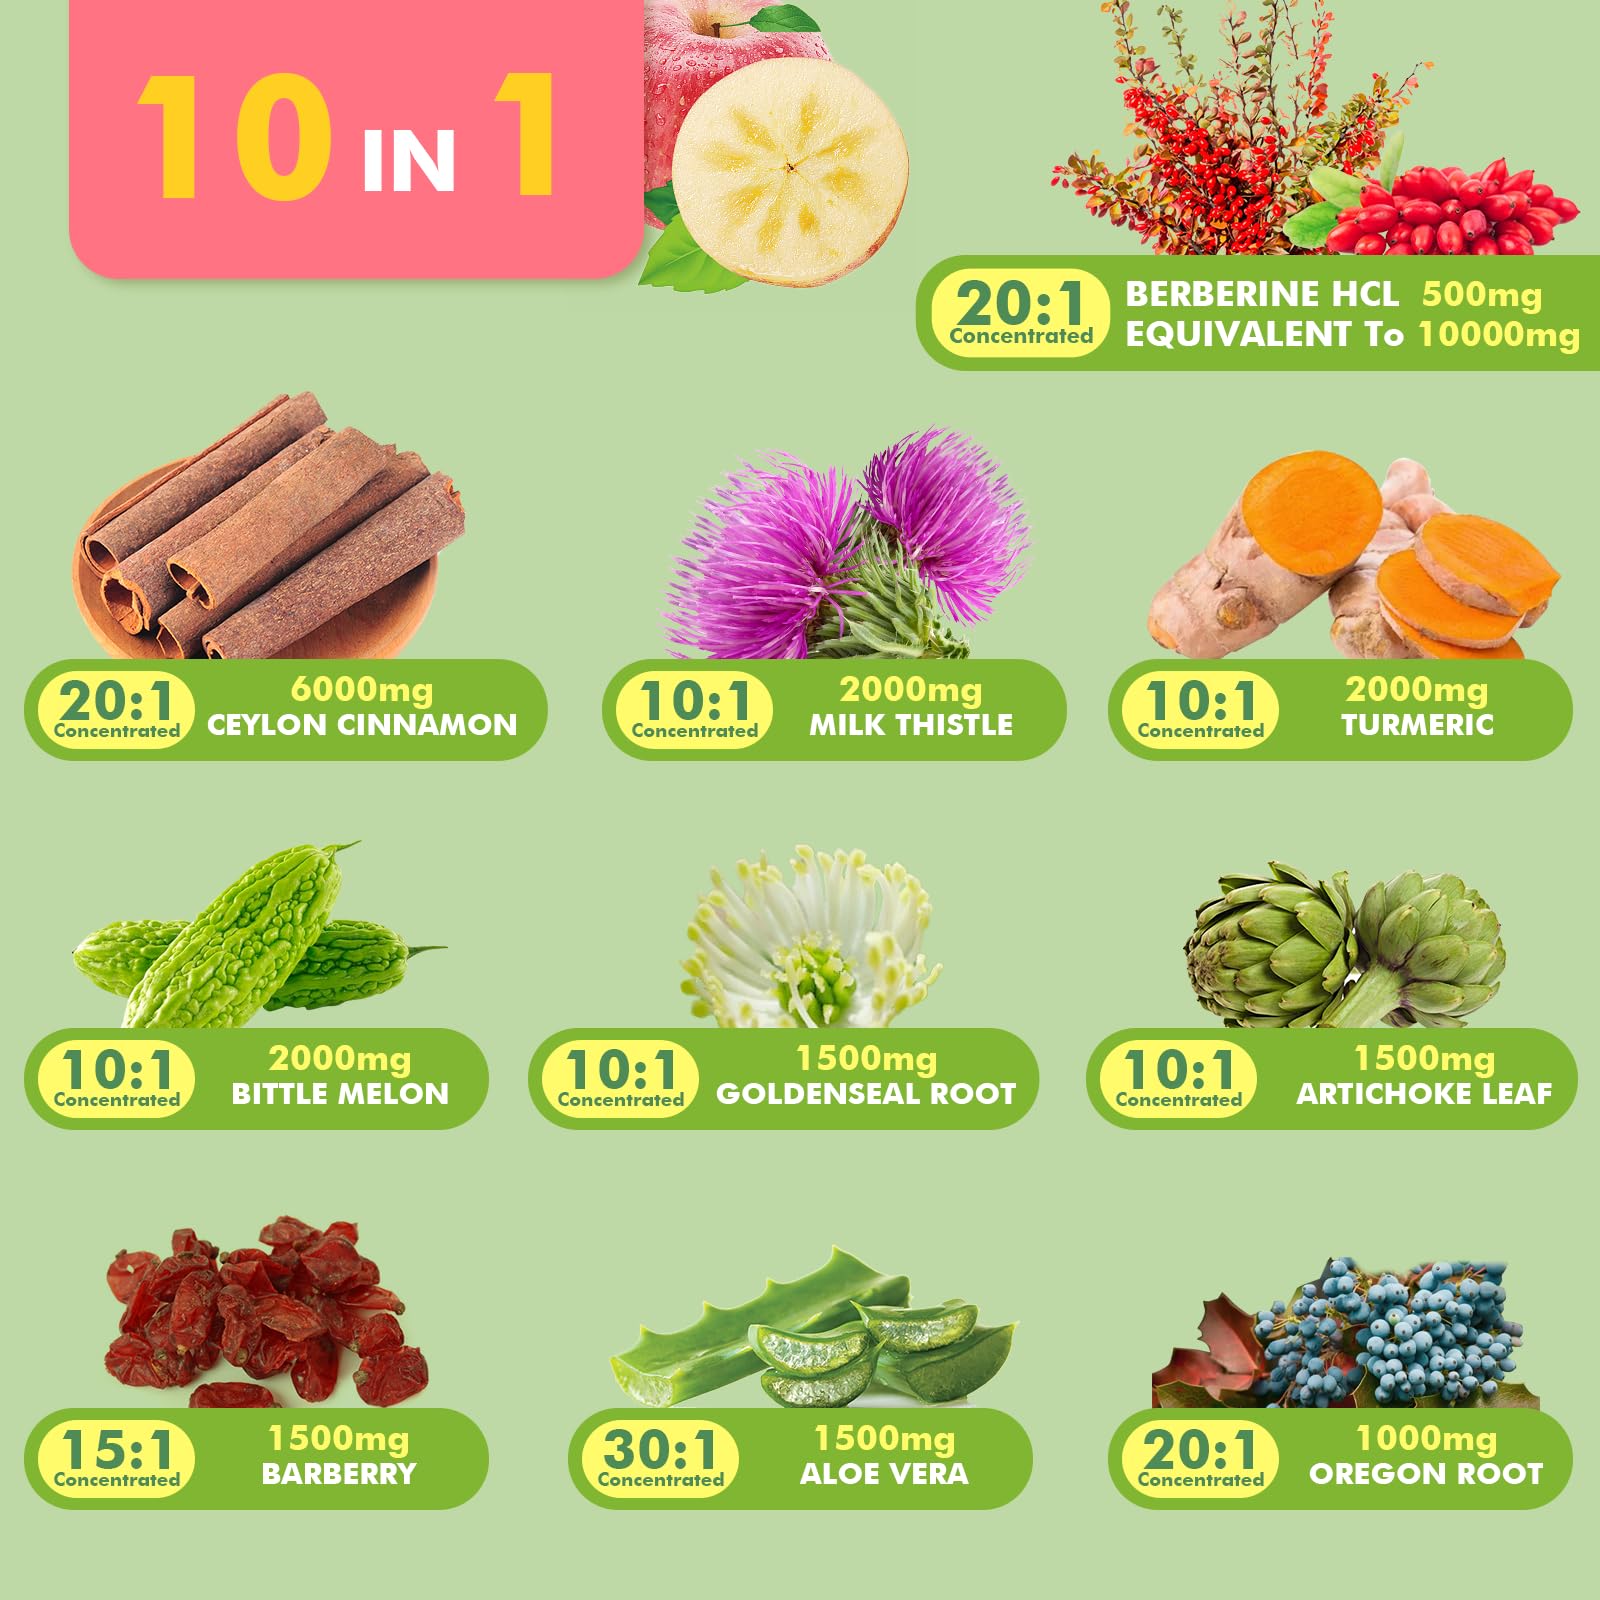 10 IN 1
20:1
Concentrated
BERBERINE HCL 500mg
EQUIVALENT To 10000mg
20:1
Concentrated
6000mg
CEYLON CINNAMON
10:1
Concentrated
2000mg
MILK THISTLE
10:1
Concentrated
2000mg
TURMERIC
10:1
Concentrated
2000mg
BITTLE MELON
10:1
Concentrated
1500mg
GOLDENSEAL ROOT
10:1
Concentrated
1500mg
ARTICHOKE LEAF
15:1
Concentrated
1500mg
BARBERRY
30:1
Concentrated
1500mg
ALOE VERA
20:1
Concentrated
1000mg
OREGON ROOT